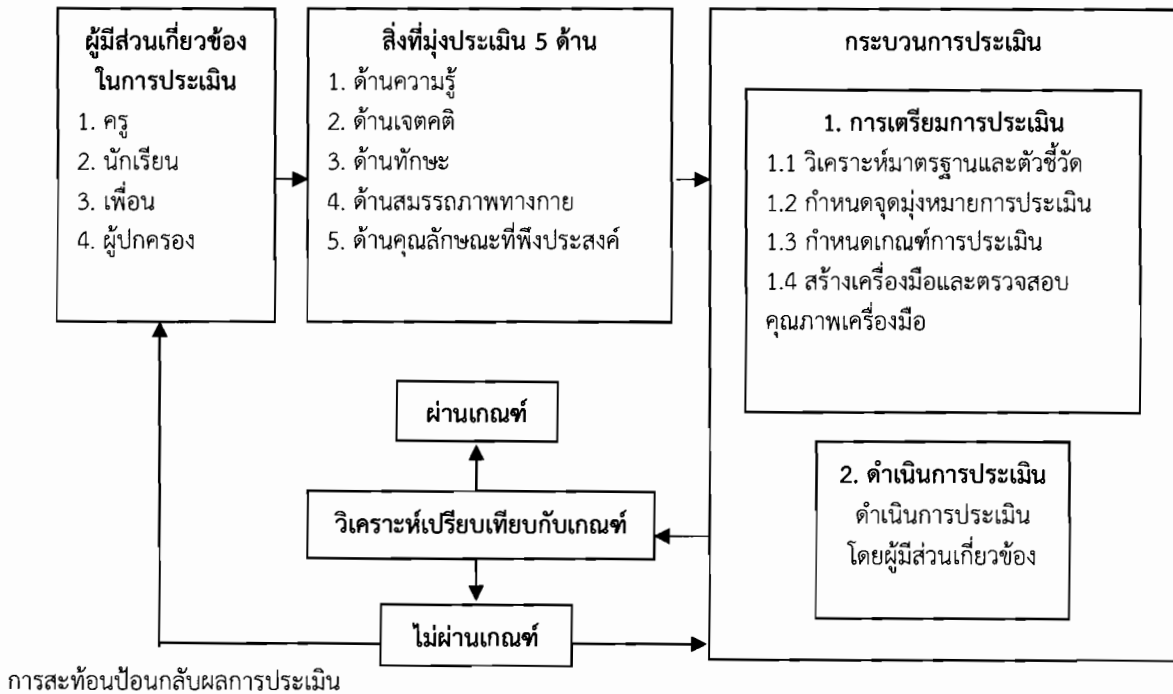 ผู้มีส่วนเกี่ยวข้อง
ในการประเมิน
1. ครู
2. นักเรียน
3. เพื่อน
4. ผู้ปกครอง
สิ่งที่มุ่งประเมิน 5 ด้าน
1. ด้านความรู้
2. ด้านเจตคติ
3. ด้านทักษะ
4. ด้านสมรรถภาพทางกาย
5. ด้านคุณลักษณะที่พึงประสงค์
กระบวนการประเมิน
1. การเตรียมการประเมิน
1.1 วิเคราะห์มาตรฐานและตัวชี้วัด
1.2 กำหนดจุดมุ่งหมายการประเมิน
1.3 กำหนดเกณฑ์การประเมิน
1.4 สร้างเครื่องมือและตรวจสอบ
คุณภาพเครื่องมือ
2. ดำเนินการประเมิน
ดำเนินการประเมิน
โดยผู้มีส่วนเกี่ยวข้อง
ผ่านเกณฑ์
วิเคราะห์เปรียบเทียบกับเกณฑ์
ไม่ผ่านเกณฑ์
การสะท้อนป้อนกลับผลการประเมิน